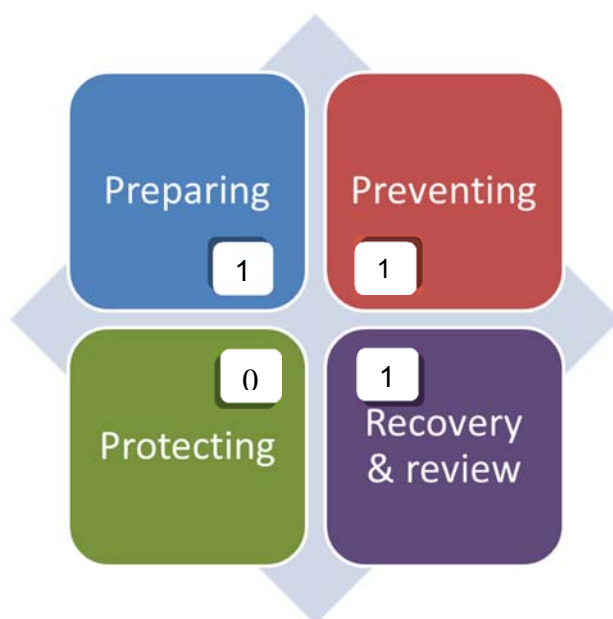 Preparing
Preventing
1
1
0
1
Protecting
Recovery
& review